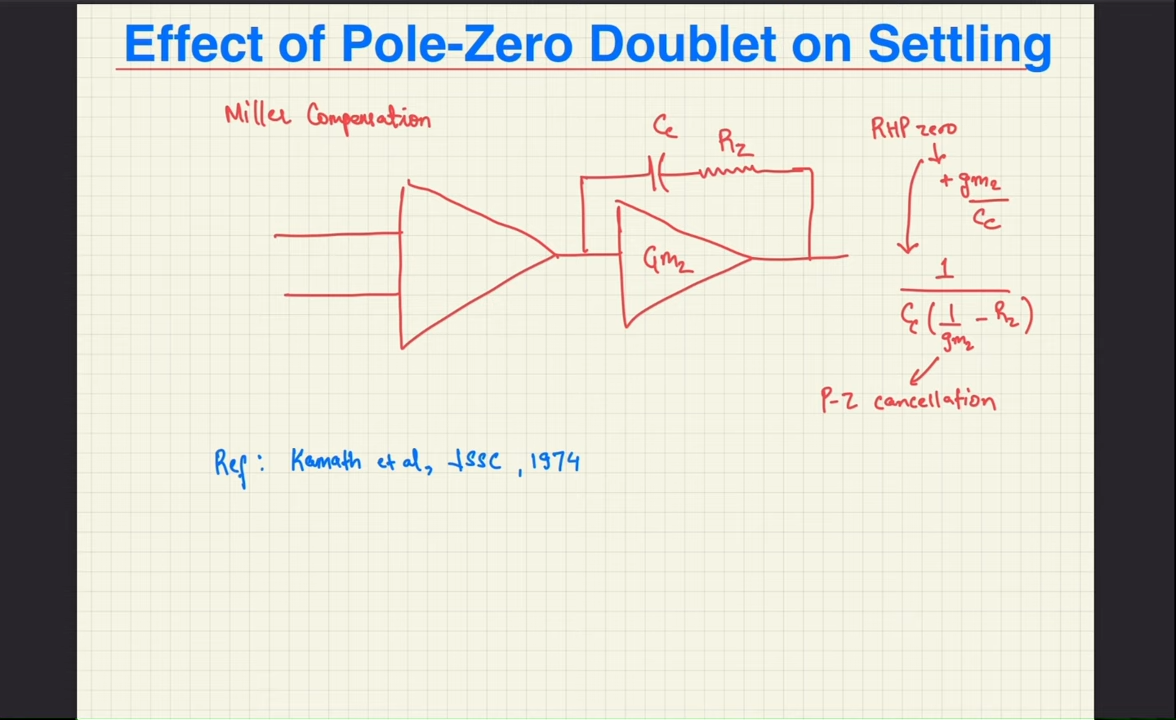 Effect of Pole-Zero Doublet on Settling
Miller Compensation
Cc
Rz
RHP zero
+ gm2
Cc
Gm2
1
Cc ( 1 - Rz )
gm2
P-Z cancellation
Ref: Kamath et al, JSSC, 1974